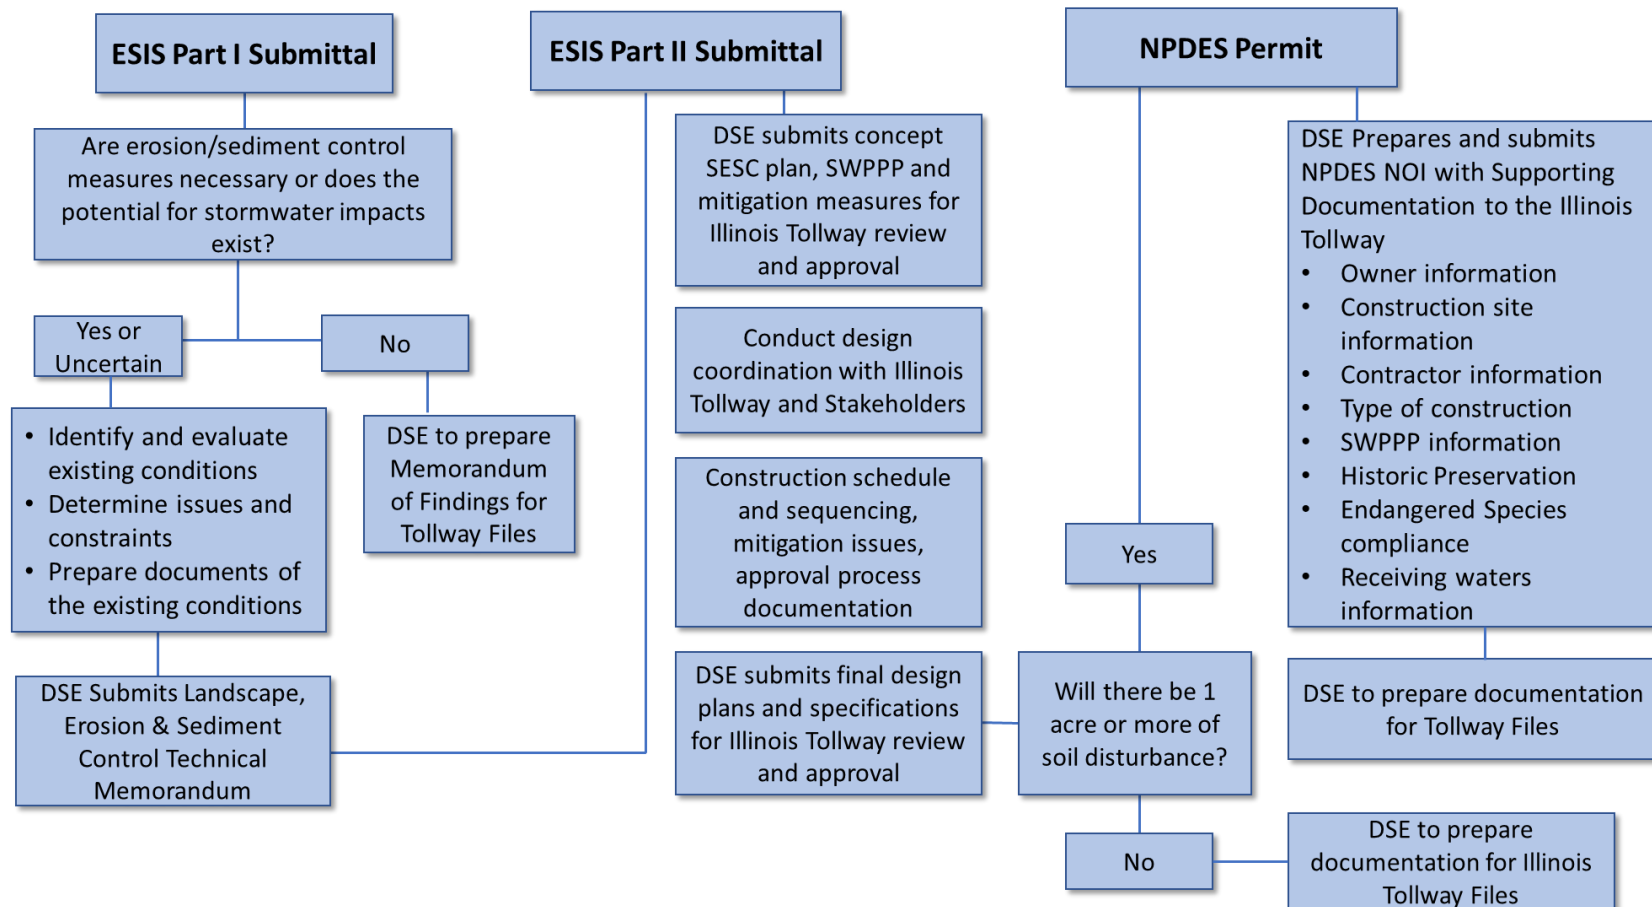 ESIS Part I Submittal
Are erosion/sediment control
measures necessary or does the
potential for stormwater impacts
exist?
Yes or
Uncertain
No
• Identify and evaluate
existing conditions
• Determine issues and
constraints
• Prepare documents of
the existing conditions
DSE to prepare
Memorandum
of Findings for
Tollway Files
DSE Submits Landscape,
Erosion & Sediment
Control Technical
Memorandum
ESIS Part II Submittal
DSE submits concept
SESC plan, SWPPP and
mitigation measures for
Illinois Tollway review
and approval
Conduct design
coordination with Illinois
Tollway and Stakeholders
Construction schedule
and sequencing,
mitigation issues,
approval process
documentation
DSE submits final design
plans and specifications
for Illinois Tollway review
and approval
NPDES Permit
Yes
Will there be 1
acre or more of
soil disturbance?
No
DSE Prepares and submits
NPDES NOI with Supporting
Documentation to the Illinois
Tollway
• Owner information
• Construction site
information
• Contractor information
• Type of construction
• SWPPP information
• Historic Preservation
• Endangered Species
compliance
• Receiving waters
information
DSE to prepare documentation
for Tollway Files
DSE to prepare
documentation for Illinois
Tollway Files